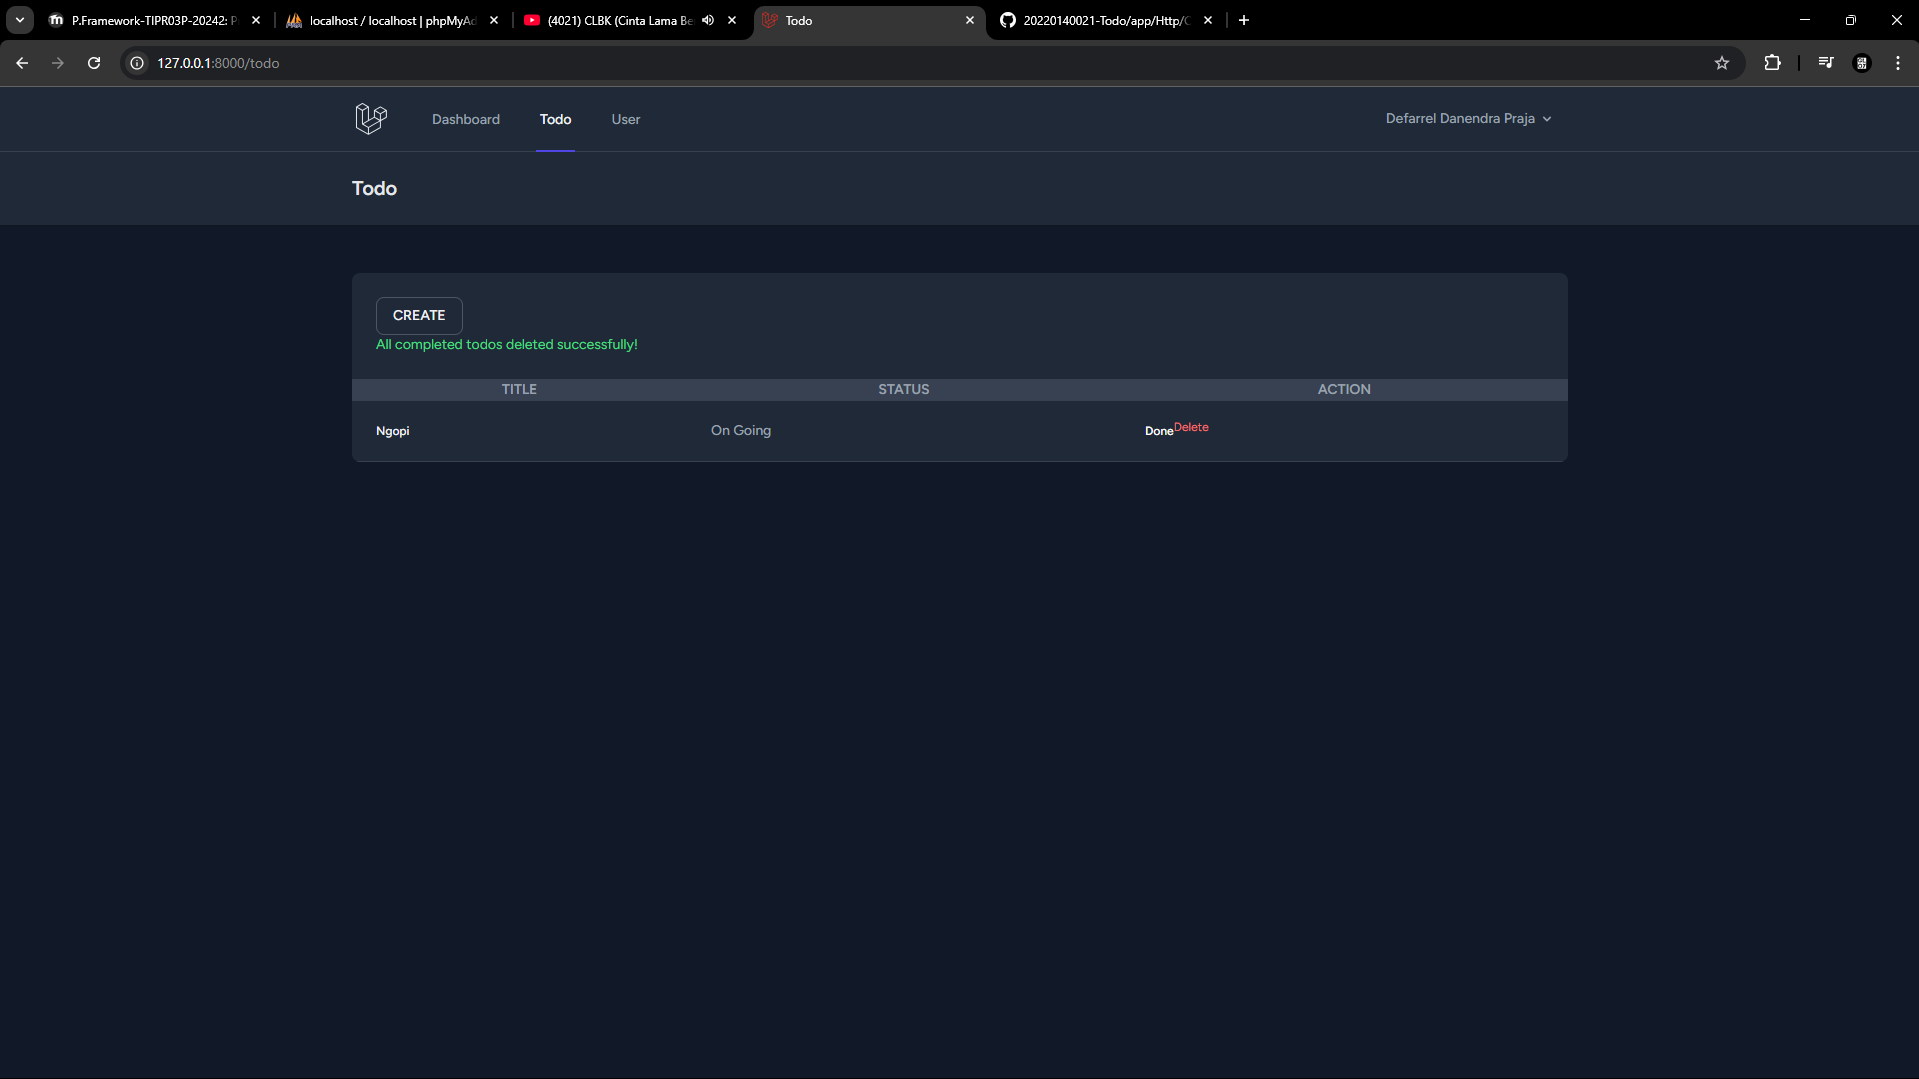 P.Framework-TIPR03P-20242: P
localhost / localhost | phpMyAd
(4021) CLBK (Cinta Lama Be
Todo
20220140021-Todo/app/Http/C
127.0.0.1:8000/todo
Dashboard
Todo
User
Defarrel Danendra Praja
Todo
CREATE
All completed todos deleted successfully!
TITLE STATUS ACTION
Ngopi On Going Done Delete